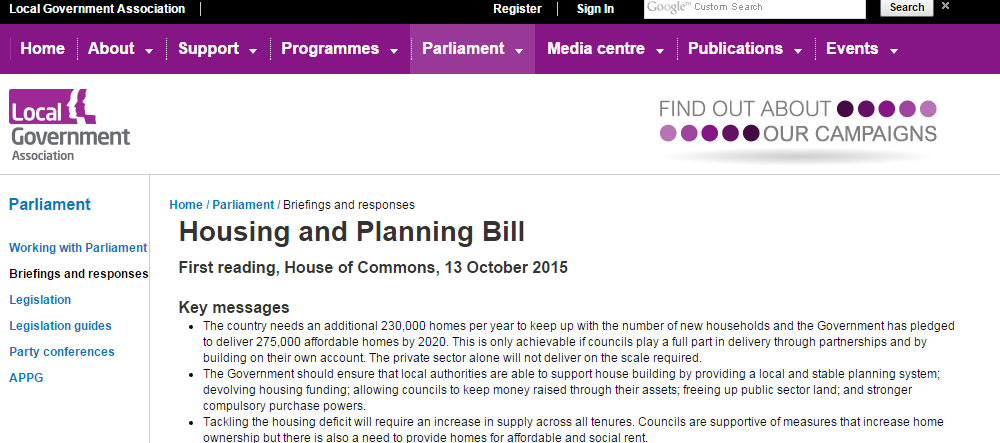 Local Government Association
Register
Sign In
Google™ Custom Search
Search
×
Home
About
Support
Programmes
Parliament
Media centre
Publications
Events
Local
Government
Association
FIND OUT ABOUT
OUR CAMPAIGNS
Parliament
Working with Parliament
Briefings and responses
Legislation
Legislation guides
Party conferences
APPG
Home / Parliament / Briefings and responses
Housing and Planning Bill
First reading, House of Commons, 13 October 2015
Key messages
• The country needs an additional 230,000 homes per year to keep up with the number of new households and the Government has pledged
to deliver 275,000 affordable homes by 2020. This is only achievable if councils play a full part in delivery through partnerships and by
building on their own account. The private sector alone will not deliver on the scale required.
• The Government should ensure that local authorities are able to support house building by providing a local and stable planning system;
devolving housing funding; allowing councils to keep money raised through their assets; freeing up public sector land; and stronger
compulsory purchase powers.
• Tackling the housing deficit will require an increase in supply across all tenures. Councils are supportive of measures that increase home
ownership but there is also a need to provide homes for affordable and social rent.